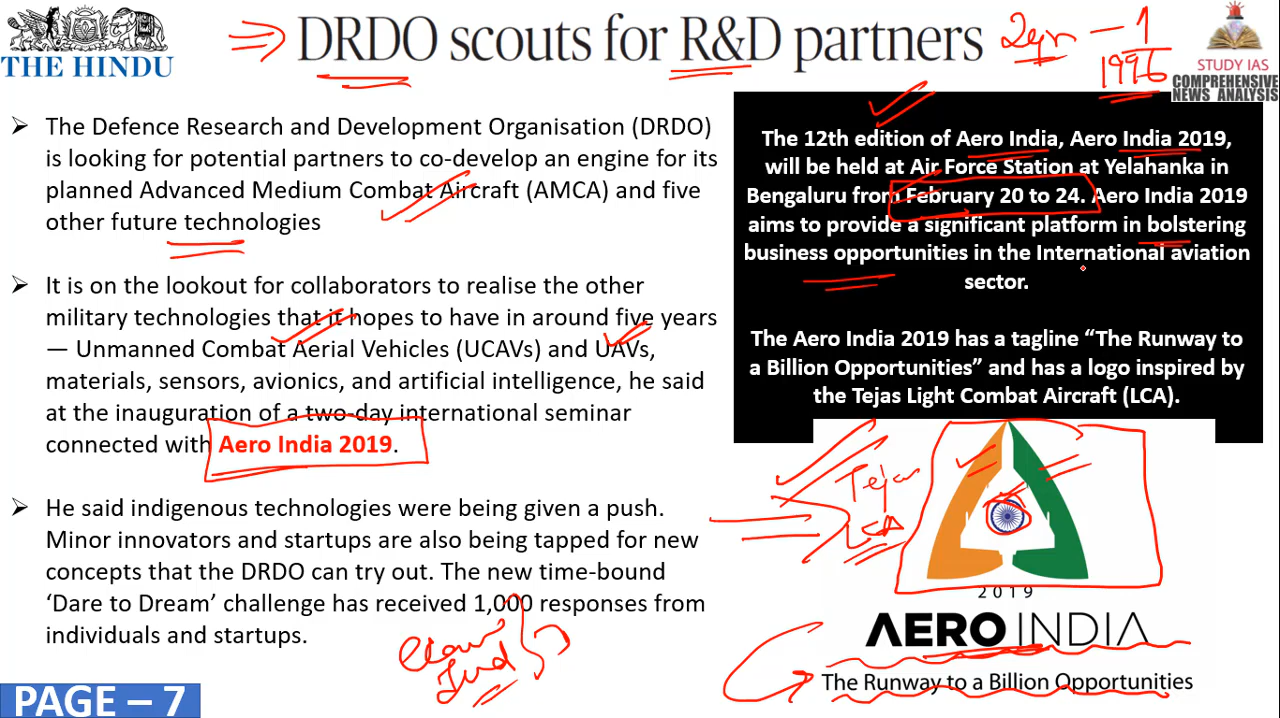 THE HINDU
DRDO scouts for R&D partners
2yr – 1
1996
STUDY IAS
COMPREHENSIVE
NEWS ANALYSIS
The Defence Research and Development Organisation (DRDO)
is looking for potential partners to co-develop an engine for its
planned Advanced Medium Combat Aircraft (AMCA) and five
other future technologies
It is on the lookout for collaborators to realise the other
military technologies that it hopes to have in around five years
— Unmanned Combat Aerial Vehicles (UCAVs) and UAVs,
materials, sensors, avionics, and artificial intelligence, he said
at the inauguration of a two-day international seminar
connected with Aero India 2019.
He said indigenous technologies were being given a push.
Minor innovators and startups are also being tapped for new
concepts that the DRDO can try out. The new time-bound
‘Dare to Dream’ challenge has received 1,000 responses from
individuals and startups.
The 12th edition of Aero India, Aero India 2019,
will be held at Air Force Station at Yelahanka in
Bengaluru from February 20 to 24. Aero India 2019
aims to provide a significant platform in bolstering
business opportunities in the International aviation
sector.
The Aero India 2019 has a tagline “The Runway to
a Billion Opportunities” and has a logo inspired by
the Tejas Light Combat Aircraft (LCA).
Tejas
LCA
2019
AERO INDIA
The Runway to a Billion Opportunities
PAGE – 7